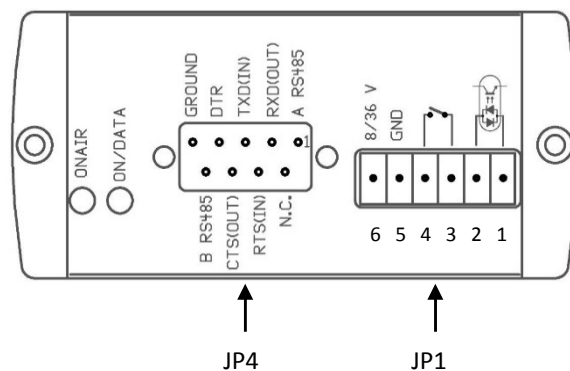 ONAIR
ON/DATA
GROUND
DTR
TXD(IN)
RXD(OUT)
A RS485
1
B RS485
CTS(OUT)
RTS(IN)
N.C.
8/36 V
GND
6 5 4 3 2 1
JP4 JP1